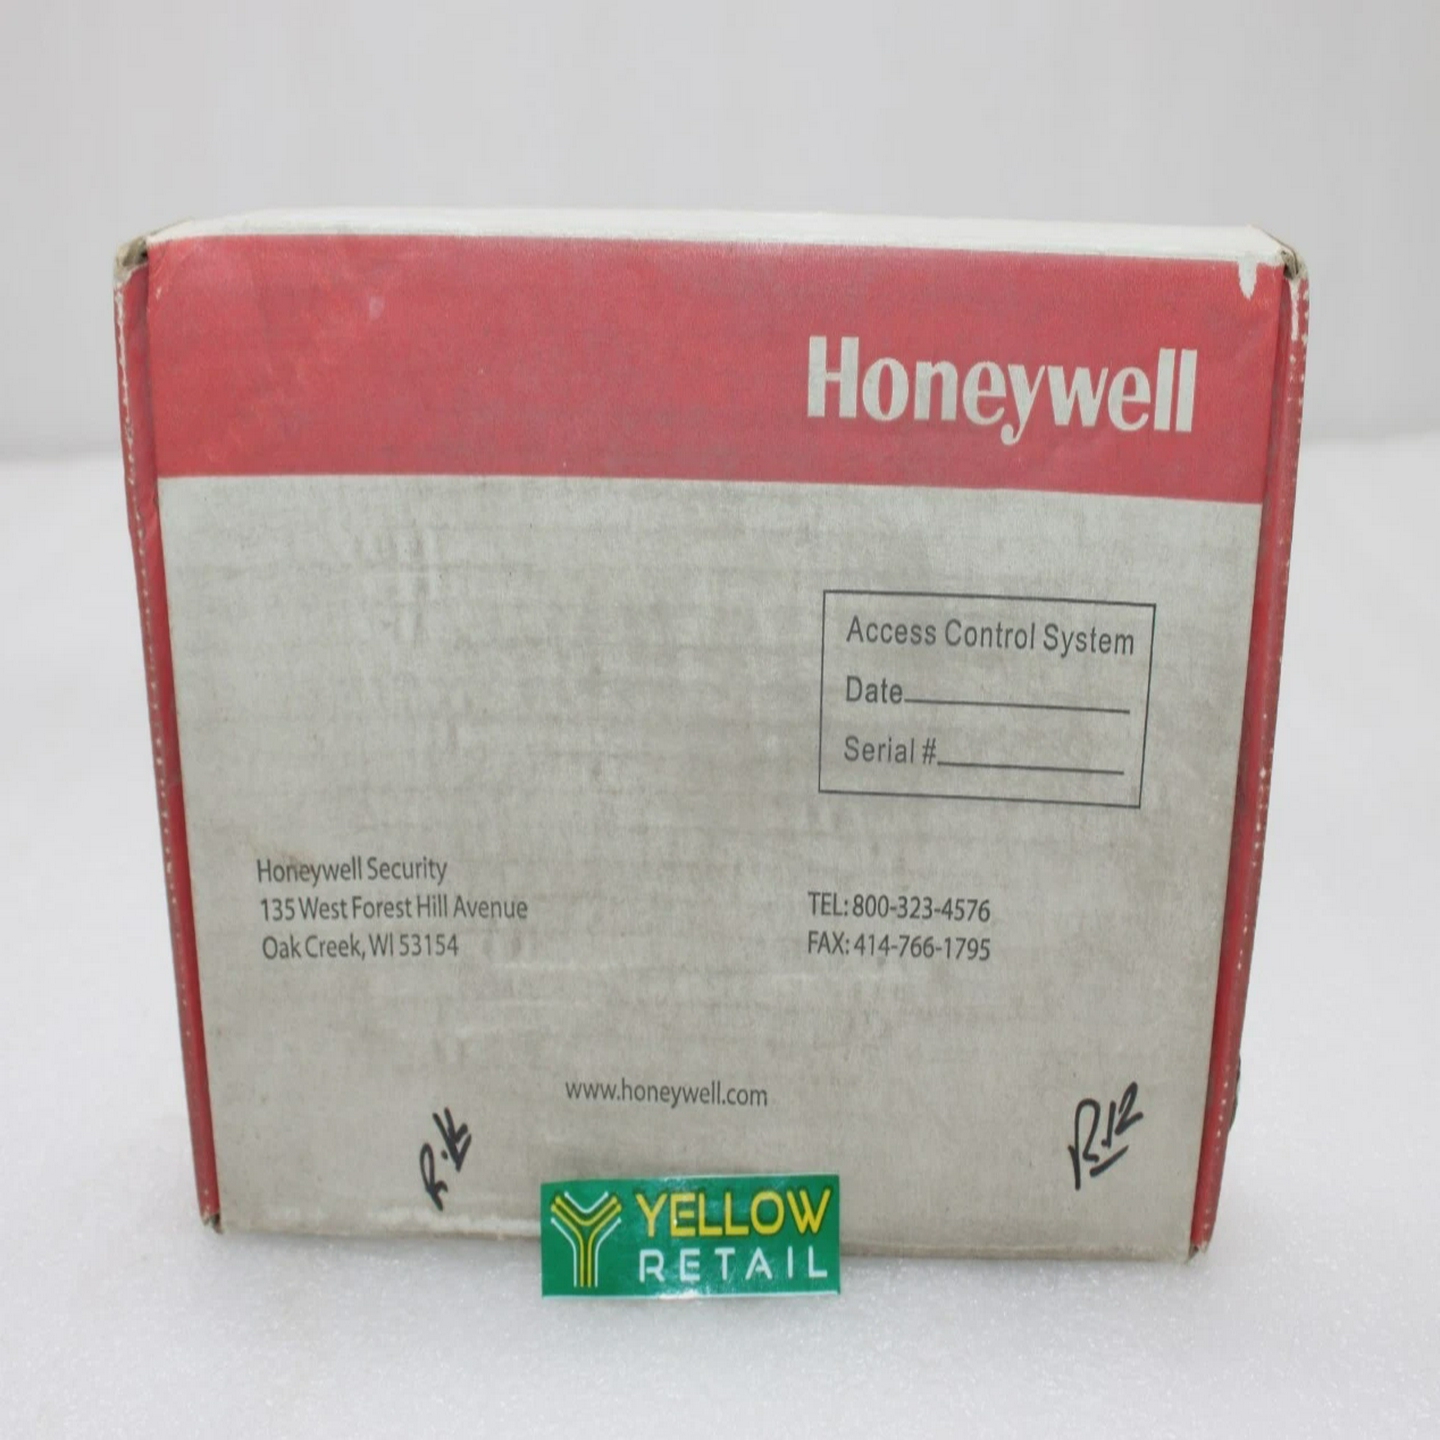 Honeywell
Access Control System
Date
Serial #
Honeywell Security
135 West Forest Hill Avenue
Oak Creek, WI 53154
TEL: 800-323-4576
FAX: 414-766-1795
www.honeywell.com
R.12
YELLOW
RETAIL